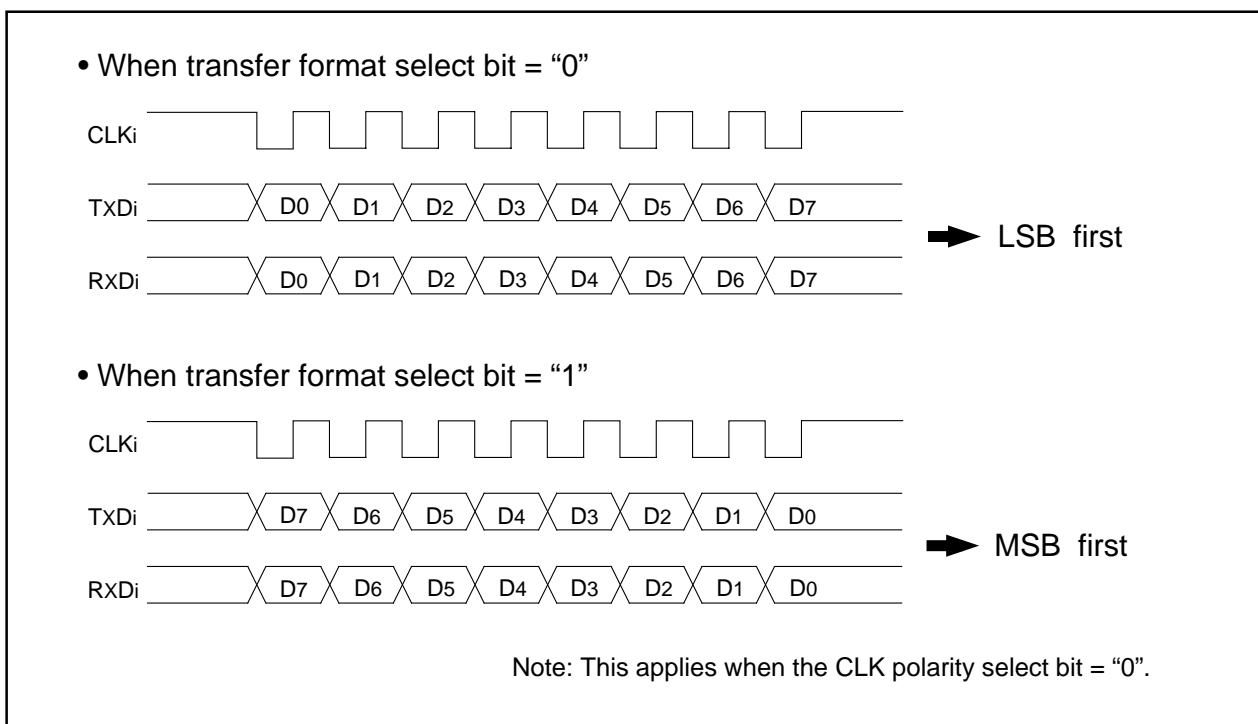 • When transfer format select bit = “0”
CLKi
TXDi D0 D1 D2 D3 D4 D5 D6 D7
RXDi D0 D1 D2 D3 D4 D5 D6 D7
LSB first
• When transfer format select bit = “1”
CLKi
TXDi D7 D6 D5 D4 D3 D2 D1 D0
RXDi D7 D6 D5 D4 D3 D2 D1 D0
MSB first
Note: This applies when the CLK polarity select bit = “0”.